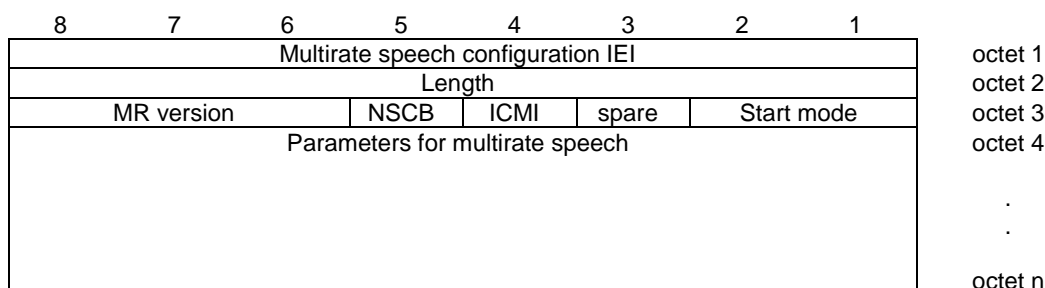 8 7 6 5 4 3 2 1
Multirate speech configuration IEI octet 1
Length octet 2
MR version NSCB ICMI spare Start mode octet 3
Parameters for multirate speech octet 4
.
.
octet n